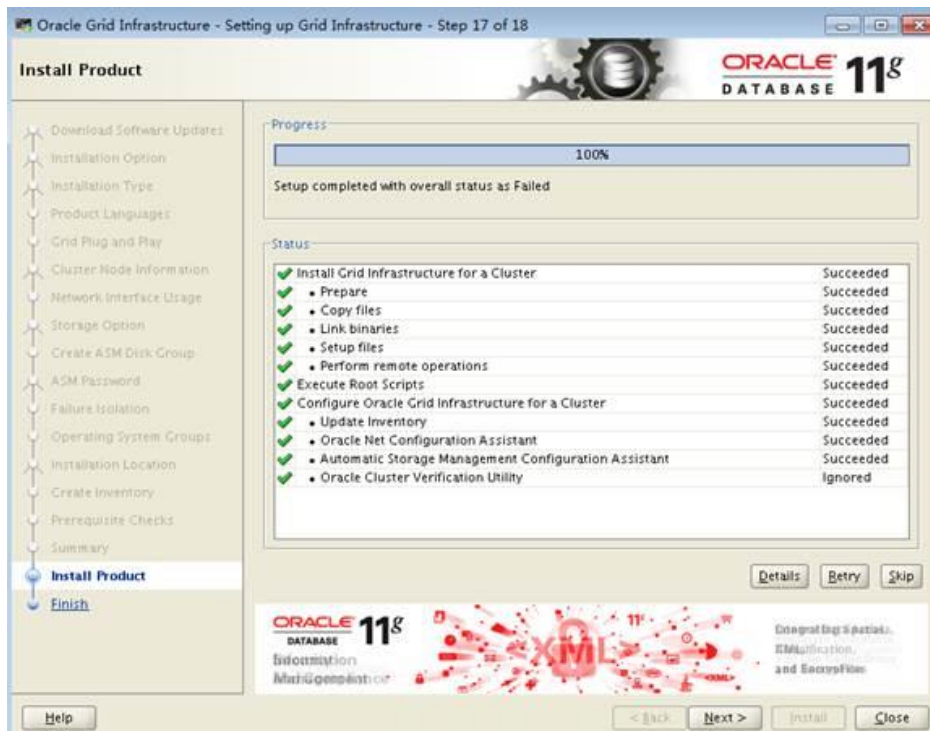 Oracle Grid Infrastructure - Setting up Grid Infrastructure - Step 17 of 18
Install Product
ORACLE 11g
DATABASE
Download Software Updates
Installation Option
Installation Type
Product Languages
Grid Plug and Play
Cluster Node Information
Network Interface Usage
Storage Option
Create ASM Disk Group
ASM Password
Failure Isolation
Operating System Groups
Installation Location
Create Inventory
Prerequisite Checks
Summary
Install Product
Finish
Progress
100%
Setup completed with overall status as Failed
Status
Install Grid Infrastructure for a Cluster Succeeded
• Prepare Succeeded
• Copy files Succeeded
• Link binaries Succeeded
• Setup files Succeeded
• Perform remote operations Succeeded
Execute Root Scripts Succeeded
Configure Oracle Grid Infrastructure for a Cluster Succeeded
• Update Inventory Succeeded
• Oracle Net Configuration Assistant Succeeded
• Automatic Storage Management Configuration Assistant Succeeded
• Oracle Cluster Verification Utility Ignored
Details Retry Skip
ORACLE 11g
DATABASE
XML
11g
<XML>
and Encryption
Help < Back Next > Install Close